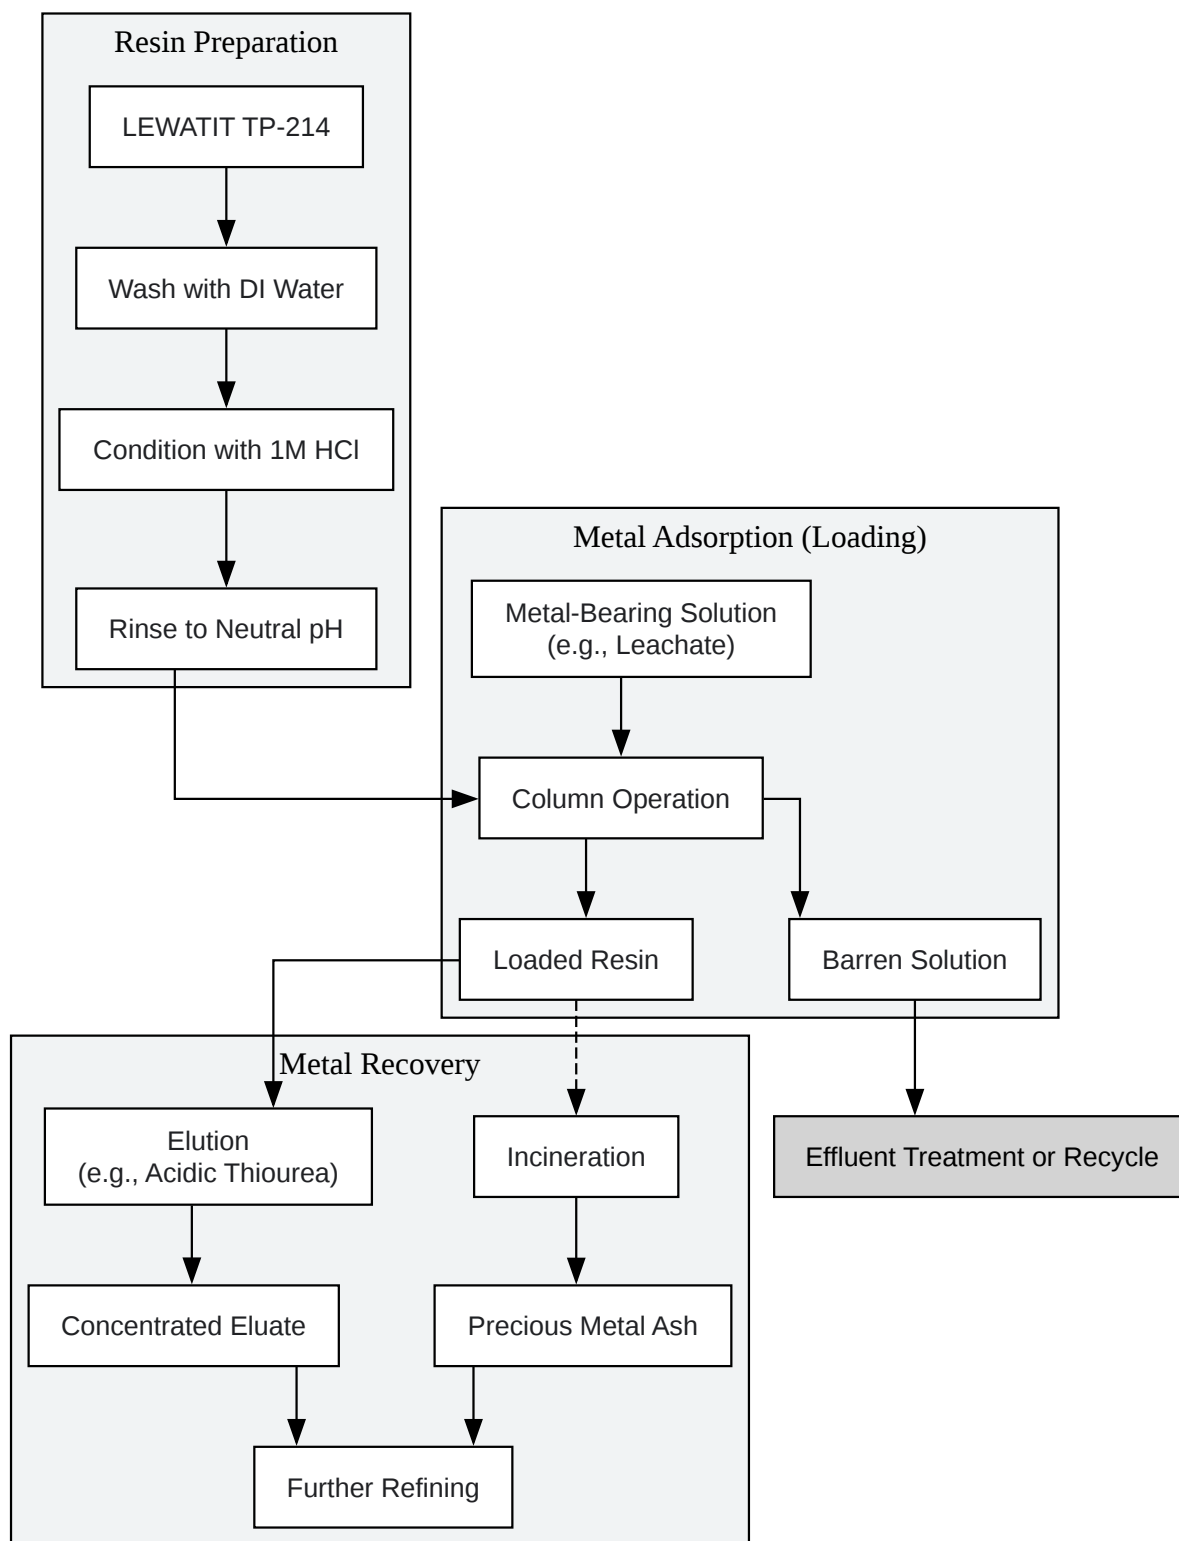 Resin Preparation
LEWATIT TP-214
Wash with DI Water
Condition with 1M HCl
Rinse to Neutral pH
Metal Adsorption (Loading)
Metal-Bearing Solution
(e.g., Leachate)
Column Operation
Loaded Resin
Barren Solution
Metal Recovery
Elution
(e.g., Acidic Thiourea)
Incineration
Effluent Treatment or Recycle
Concentrated Eluate
Precious Metal Ash
Further Refining